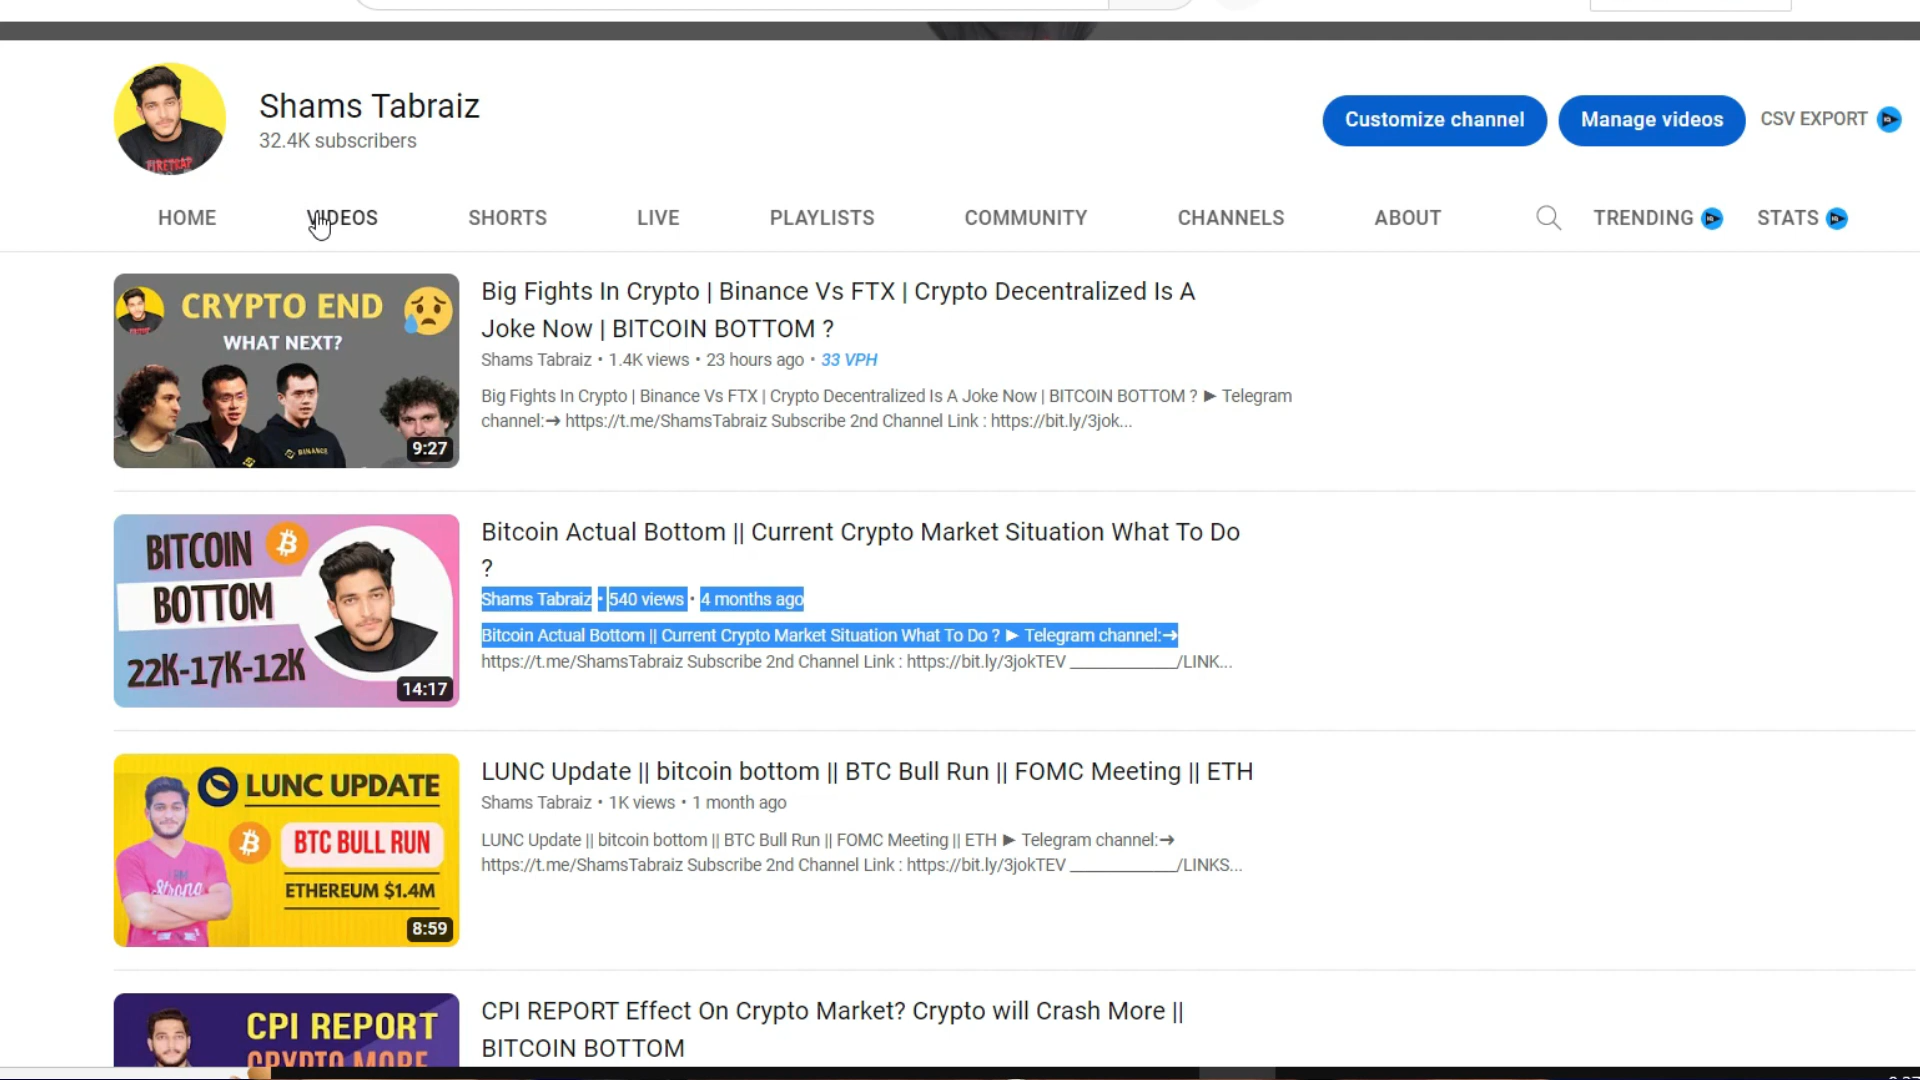 Shams Tabraiz
32.4K subscribers
Customize channel
Manage videos
CSV EXPORT
HOME
VIDEOS
SHORTS
LIVE
PLAYLISTS
COMMUNITY
CHANNELS
ABOUT
TRENDING
STATS
CRYPTO END
WHAT NEXT?
BINANCE
9:27
Big Fights In Crypto | Binance Vs FTX | Crypto Decentralized Is A
Joke Now | BITCOIN BOTTOM ?
Shams Tabraiz • 1.4K views • 23 hours ago • 33 VPH
Big Fights In Crypto | Binance Vs FTX | Crypto Decentralized Is A Joke Now | BITCOIN BOTTOM ? ► Telegram
channel:➔ https://t.me/ShamsTabraiz Subscribe 2nd Channel Link : https://bit.ly/3jok...
BITCOIN
BOTTOM
22K-17K-12K
14:17
Bitcoin Actual Bottom || Current Crypto Market Situation What To Do
?
Shams Tabraiz • 540 views • 4 months ago
Bitcoin Actual Bottom || Current Crypto Market Situation What To Do ? ► Telegram channel:➔
https://t.me/ShamsTabraiz Subscribe 2nd Channel Link : https://bit.ly/3jokTEV _____________/LINK...
LUNC UPDATE
BTC BULL RUN
ETHEREUM $1.4M
Strong
8:59
LUNC Update || bitcoin bottom || BTC Bull Run || FOMC Meeting || ETH
Shams Tabraiz • 1K views • 1 month ago
LUNC Update || bitcoin bottom || BTC Bull Run || FOMC Meeting || ETH ► Telegram channel:➔
https://t.me/ShamsTabraiz Subscribe 2nd Channel Link : https://bit.ly/3jokTEV _____________/LINKS...
CPI REPORT
CRYPTO MORE
CPI REPORT Effect On Crypto Market? Crypto will Crash More ||
BITCOIN BOTTOM